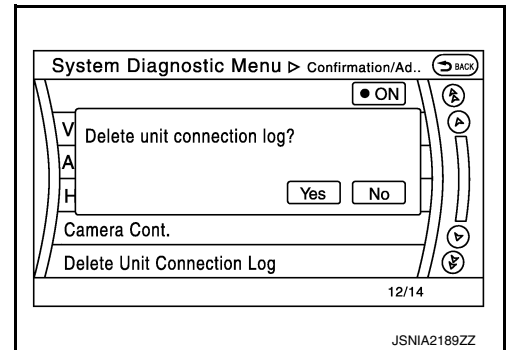 System Diagnostic Menu ▷ Confirmation/Ad.. BACK
● ON
V
Delete unit connection log?
A
H
Yes No
Camera Cont.
Delete Unit Connection Log
12/14
JSNIA2189ZZ